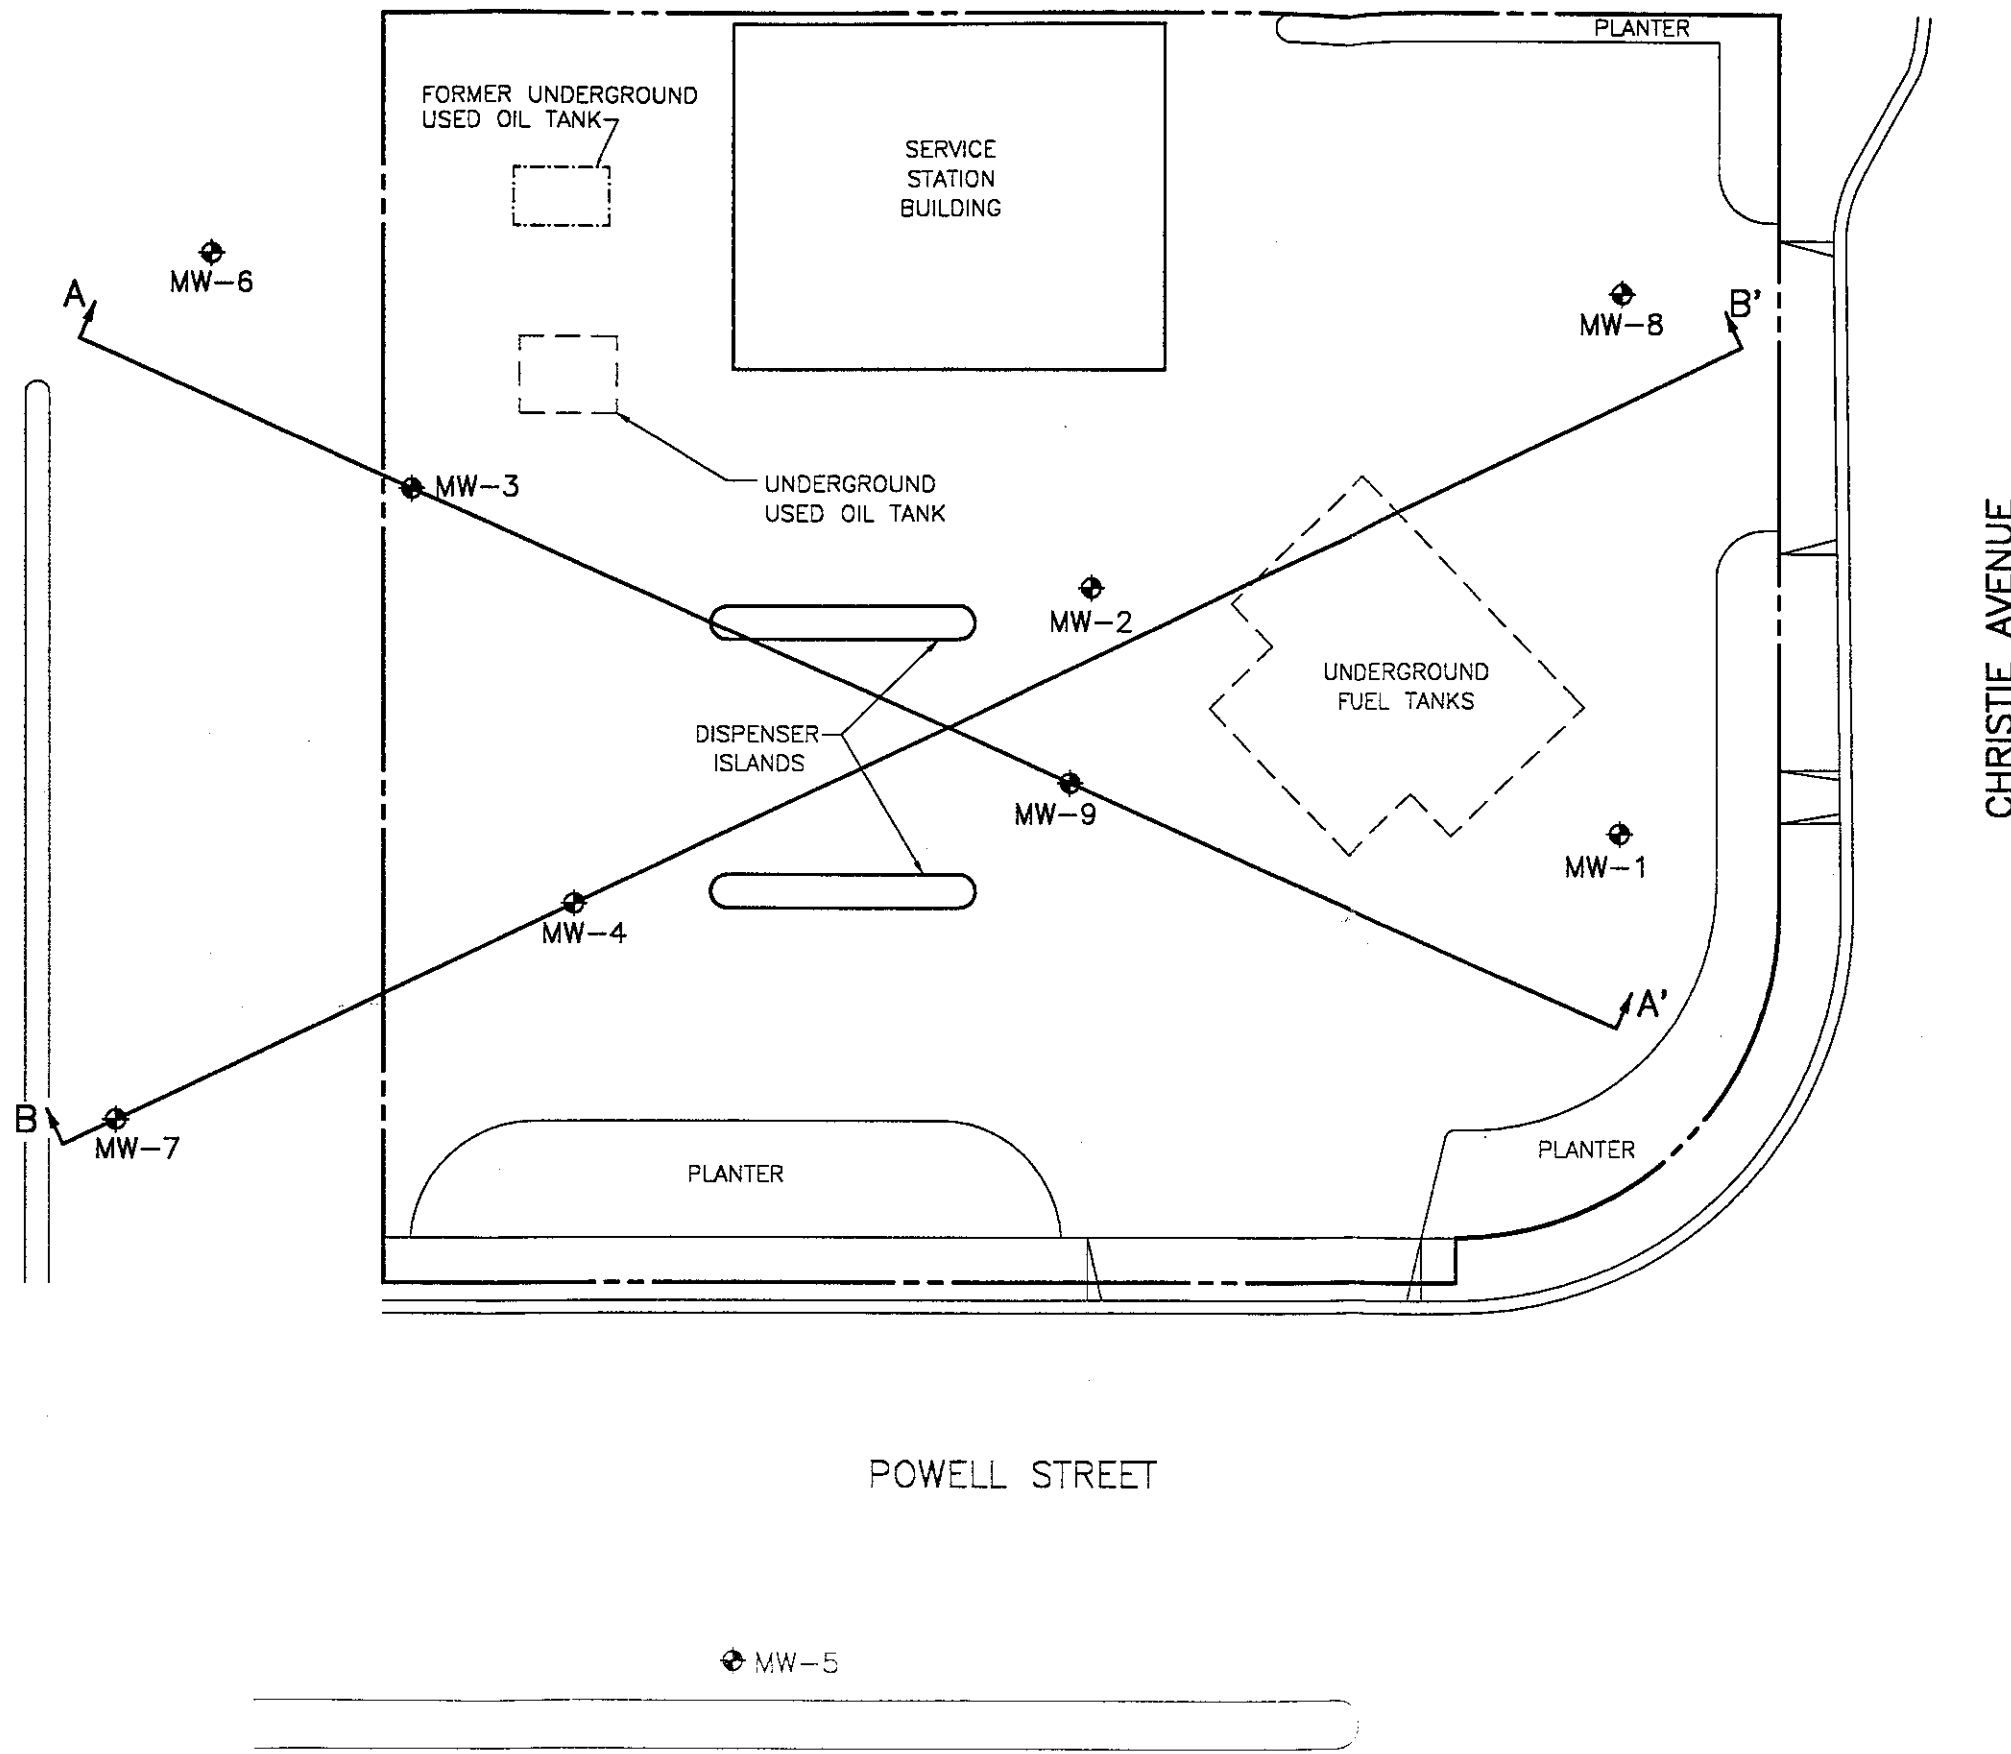 PLANTER
FORMER UNDERGROUND
USED OIL TANK
SERVICE
STATION
BUILDING
MW-6
A
B'
MW-8
MW-3
UNDERGROUND
USED OIL TANK
CHRISTIE AVENUE
MW-2
UNDERGROUND
FUEL TANKS
DISPENSER
ISLANDS
MW-9
MW-1
MW-4
A'
B
MW-7
PLANTER
PLANTER
POWELL STREET
MW-5